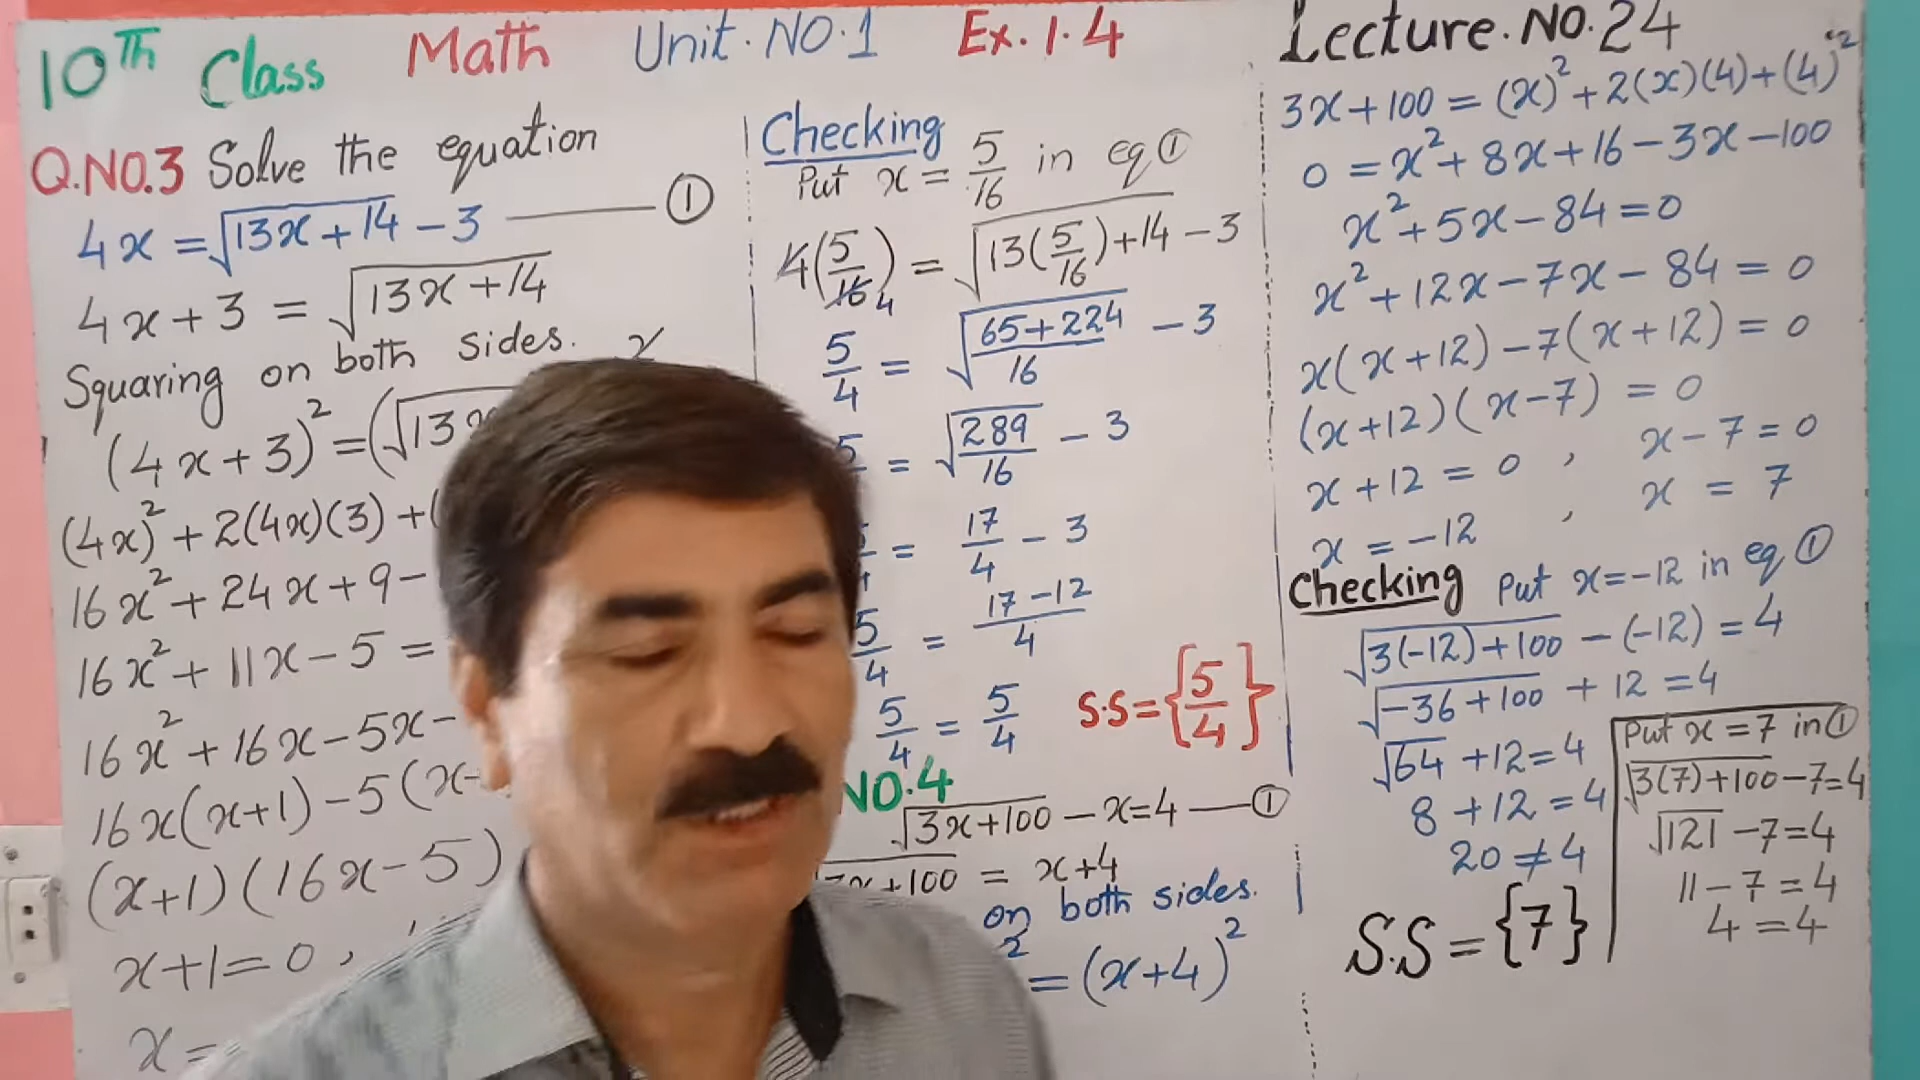 10TH Class Math Unit. NO.1 Ex. 1.4 Lecture. NO. 24
Q.NO.3 Solve the equation
4x = √(13x+14) - 3 ——— ①
4x + 3 = √(13x+14)
Squaring on both sides.
(4x+3)² = (√13x
(4x)² + 2(4x)(3) + (
16x² + 24x + 9 -
16x² + 11x - 5 =
16x² + 16x - 5x -
16x(x+1) - 5(x-
(x+1)(16x-5)
x+1=0 ,
x =
Checking
Put x = 5/16 in eq ①
4(5/16) = √(13(5/16)+14) - 3
4
5/4 = √((65+224)/16) - 3
5 = √(289/16) - 3
= 17/4 - 3
5/4 = (17-12)/4
5/4 = 5/4
S.S = {5/4}
NO.4
√(3x+100) - x = 4 —— ①
x+100 = x+4
on both sides.
² = (x+4)²
3x+100 = (x)² + 2(x)(4) + (4)²
0 = x² + 8x + 16 - 3x - 100
x² + 5x - 84 = 0
x² + 12x - 7x - 84 = 0
x(x+12) - 7(x+12) = 0
(x+12)(x-7) = 0
x+12 = 0 , x-7 = 0
x = -12 , x = 7
Checking Put x=-12 in eq ①
√(3(-12)+100) - (-12) = 4
√(-36+100) + 12 = 4
√64 + 12 = 4
8 + 12 = 4
20 ≠ 4
S.S = {7}
Put x = 7 in ①
√(3(7)+100) - 7 = 4
√121 - 7 = 4
11 - 7 = 4
4 = 4